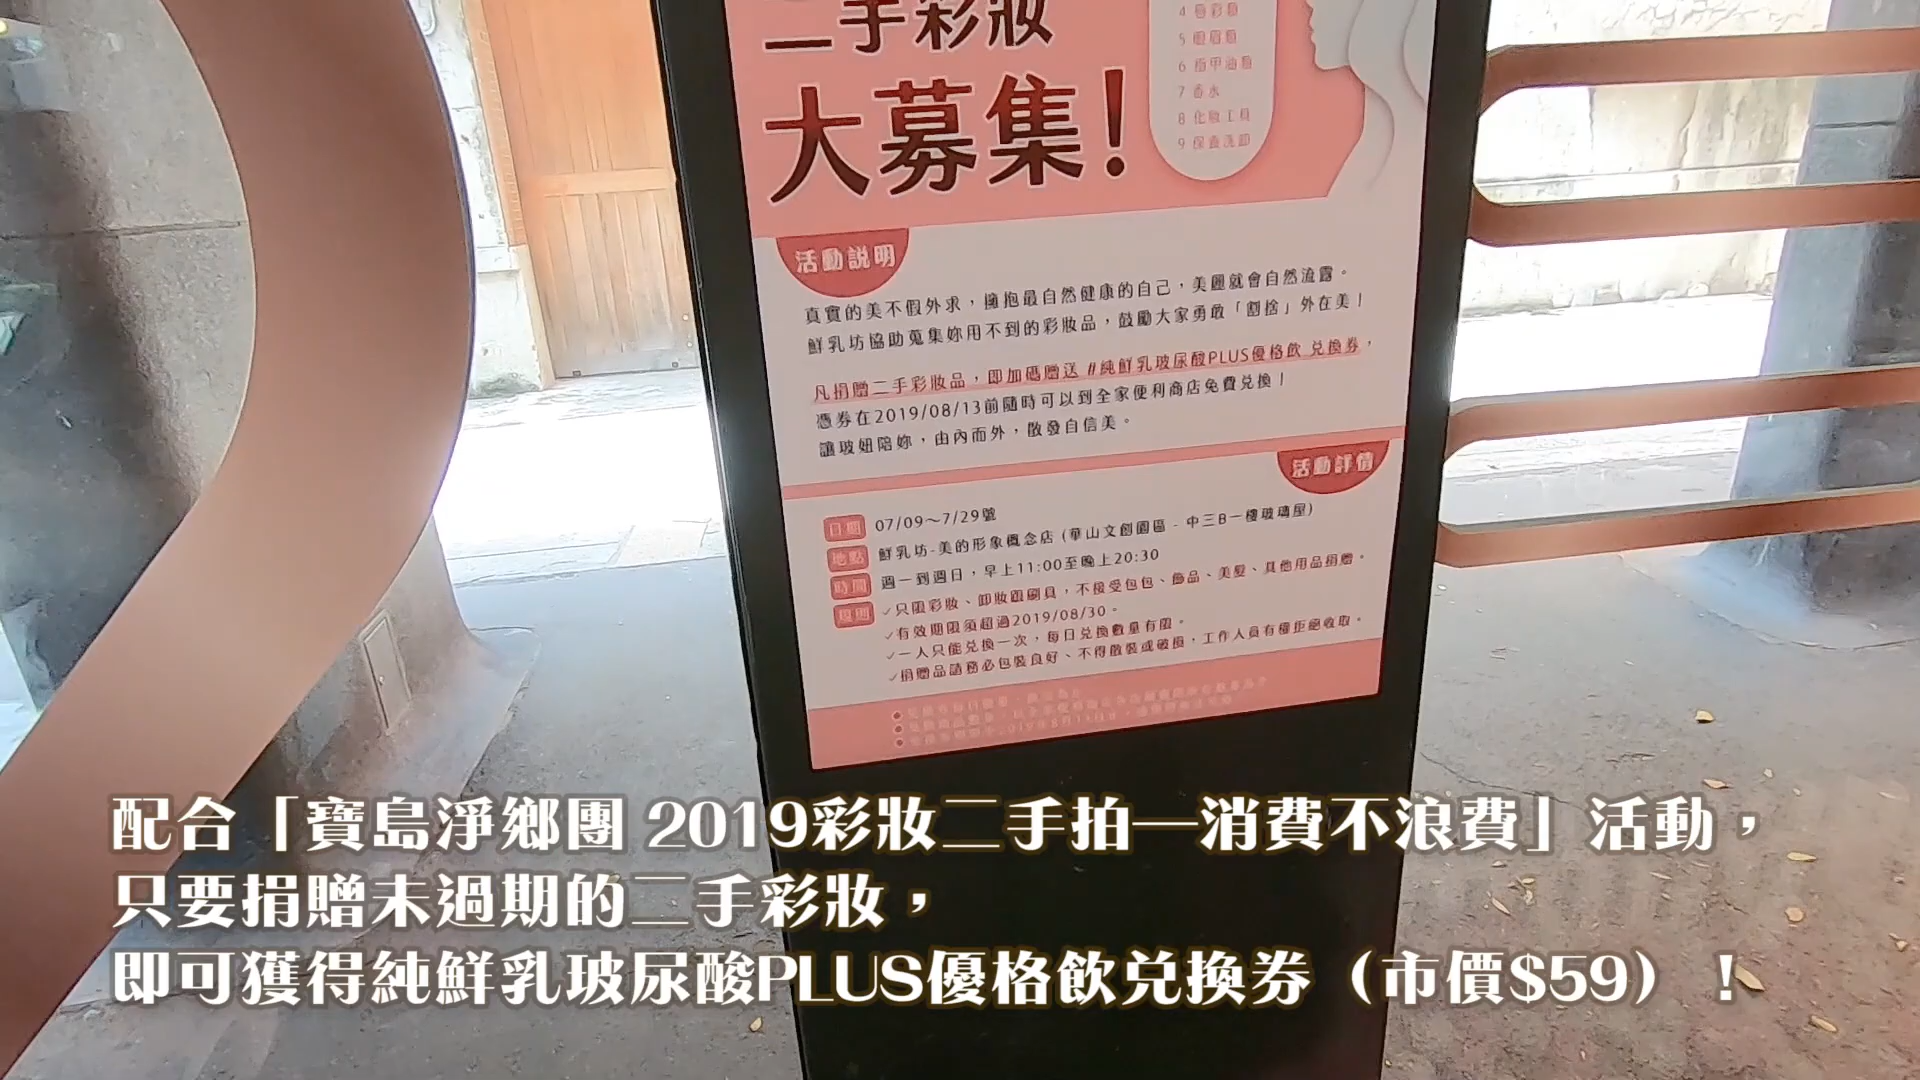 二手彩妝
大募集!
4 唇彩類
5 眼眉類
6 指甲油類
7 香水
8 化妝工具
9 保養洗卸
活動説明
真實的美不假外求，擁抱最自然健康的自己，美麗就會自然流露。
鮮乳坊協助蒐集妳用不到的彩妝品，鼓勵大家勇敢「割捨」外在美！
凡捐贈二手彩妝品，即加碼贈送 #純鮮乳玻尿酸PLUS優格飲 兌換券，
憑券在2019/08/13前隨時可以到全家便利商店免費兌換！
讓玻妞陪妳，由內而外，散發自信美。
活動詳情
日期 07/09～7/29號
地點 鮮乳坊-美的形象概念店 (華山文創園區 - 中三B一樓玻璃屋)
時間 週一到週日，早上11:00至晚上20:30
規則 ✓只限彩妝、卸妝跟刷具，不接受包包、飾品、美髮、其他用品捐贈。
✓有效期限須超過2019/08/30。
✓一人只能兌換一次，每日兌換數量有限。
✓捐贈品請務必包裝良好、不得散裝或破損，工作人員有權拒絕收取。
配合「寶島淨鄉團 2019彩妝二手拍—消費不浪費」活動，
只要捐贈未過期的二手彩妝，
即可獲得純鮮乳玻尿酸PLUS優格飲兌換券（市價$59）！